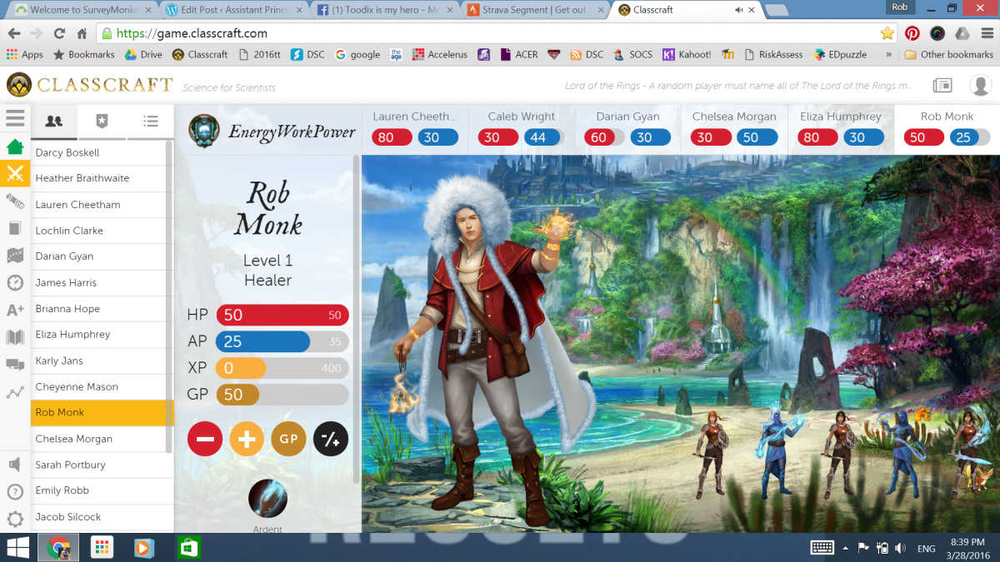 Welcome to SurveyMonke
Edit Post ‹ Assistant Princi
(1) Toodix is my hero - Me
Strava Segment | Get out
Classcraft
Rob
https://game.classcraft.com
Apps
Bookmarks
Drive
Classcraft
2016tt
DSC
google
the age
Accelerus
ACER
DSC
SOCS
K!
Kahoot!
RiskAssess
EDpuzzle
»
Other bookmarks
CLASSCRAFT
Science for Scientists
Lord of the Rings - A random player must name all of The Lord of the Rings m...
Darcy Boskell
Heather Braithwaite
Lauren Cheetham
Lochlin Clarke
Darian Gyan
James Harris
Brianna Hope
Eliza Humphrey
Karly Jans
Cheyenne Mason
Rob Monk
Chelsea Morgan
Sarah Portbury
Emily Robb
Jacob Silcock
A+
?
EnergyWorkPower
Lauren Cheeth...
80 30
Caleb Wright
30 44
Darian Gyan
60 30
Chelsea Morgan
30 50
Eliza Humphrey
80 30
Rob Monk
50 25
Rob
Monk
Level 1
Healer
HP 50 50
AP 25 35
XP 0 400
GP 50
GP
Ardent
ENG
8:39 PM
3/28/2016